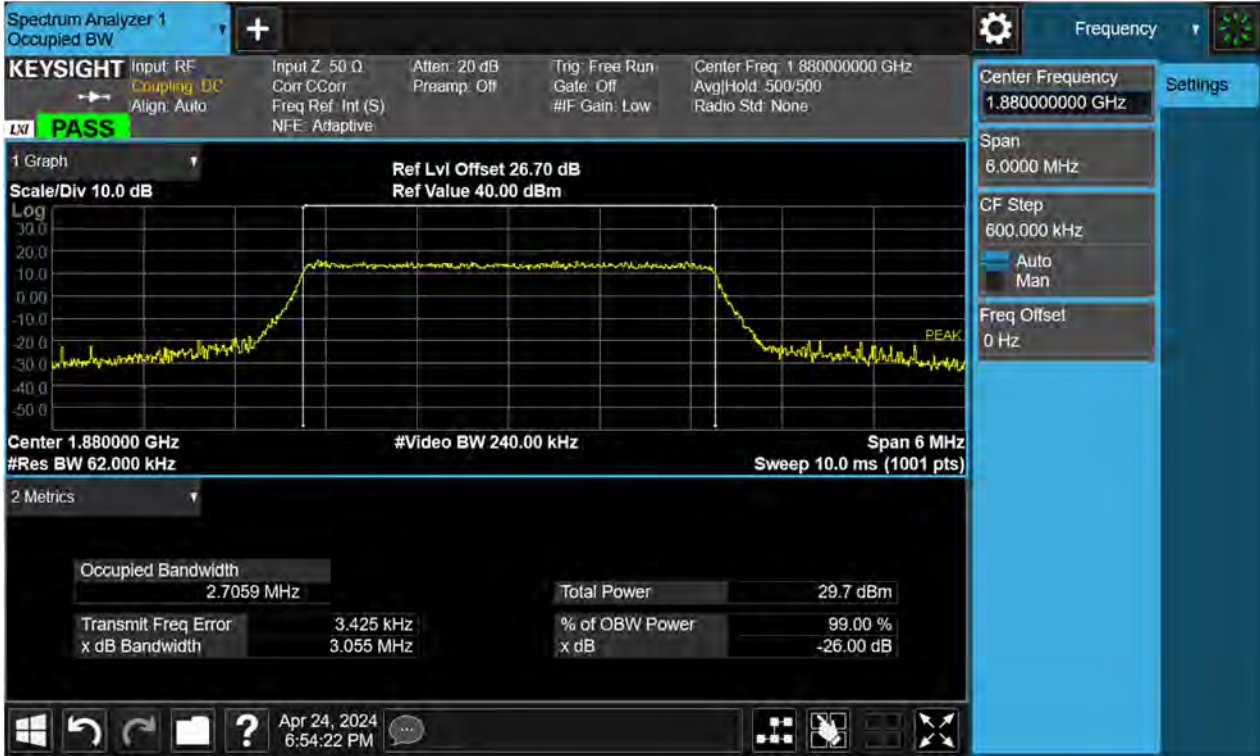 Spectrum Analyzer 1
Occupied BW
+
Frequency
KEYSIGHT
Input: RF
Coupling: DC
Align: Auto
Input Z: 50 Ω
Corr CCorr
Freq Ref: Int (S)
NFE: Adaptive
Atten: 20 dB
Preamp: Off
Trig: Free Run
Gate: Off
#IF Gain: Low
Center Freq: 1.880000000 GHz
Avg|Hold: 500/500
Radio Std: None
LXI
PASS
1 Graph
Scale/Div 10.0 dB
Ref Lvl Offset 26.70 dB
Ref Value 40.00 dBm
Log
30.0
20.0
10.0
0.00
-10.0
-20.0
-30.0
-40.0
-50.0
PEAK
Center 1.880000 GHz
#Res BW 62.000 kHz
#Video BW 240.00 kHz
Span 6 MHz
Sweep 10.0 ms (1001 pts)
2 Metrics
Occupied Bandwidth
2.7059 MHz
Transmit Freq Error 3.425 kHz
x dB Bandwidth 3.055 MHz
Total Power 29.7 dBm
% of OBW Power 99.00 %
x dB -26.00 dB
Center Frequency
1.880000000 GHz
Settings
Span
6.0000 MHz
CF Step
600.000 kHz
Auto
Man
Freq Offset
0 Hz
?
Apr 24, 2024
6:54:22 PM